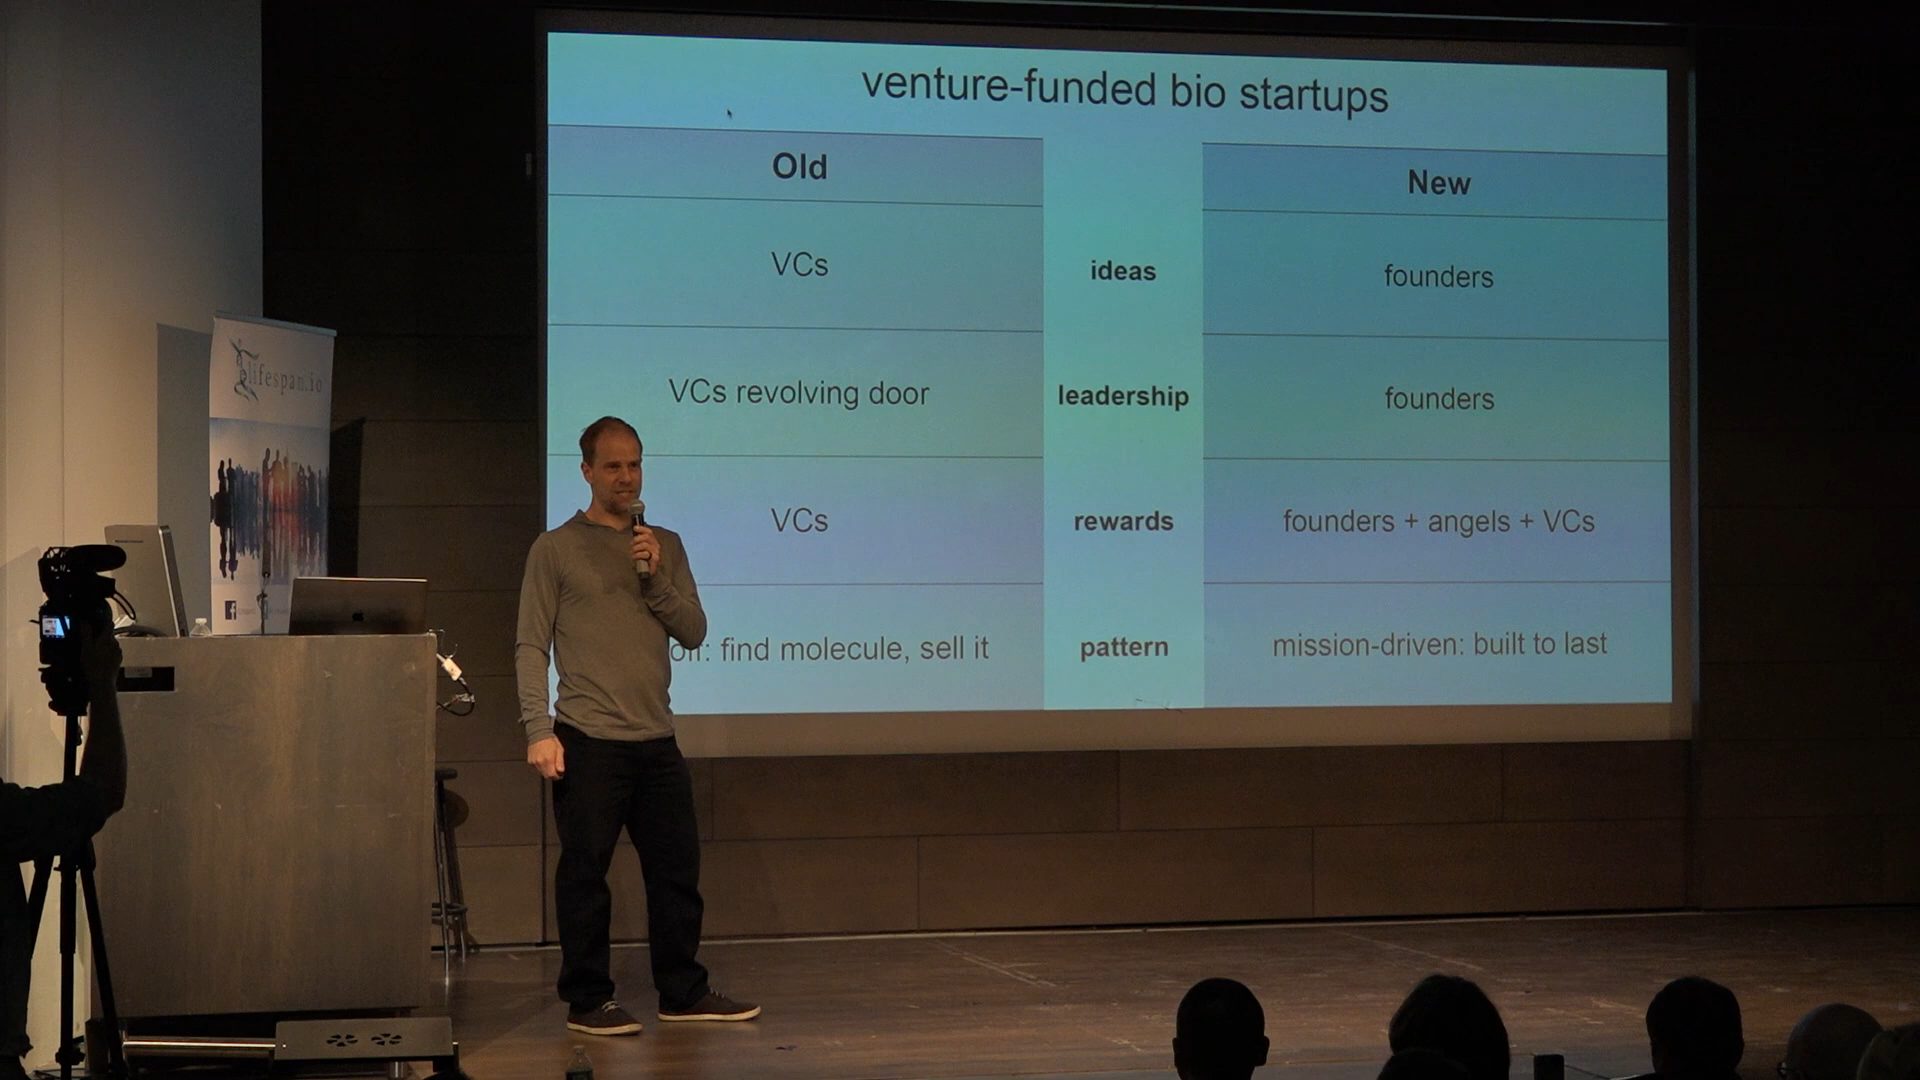 venture-funded bio startups
Old
New
VCs
ideas
founders
VCs revolving door
leadership
founders
VCs
rewards
founders + angels + VCs
find molecule, sell it
pattern
mission-driven: built to last
lifespan.io